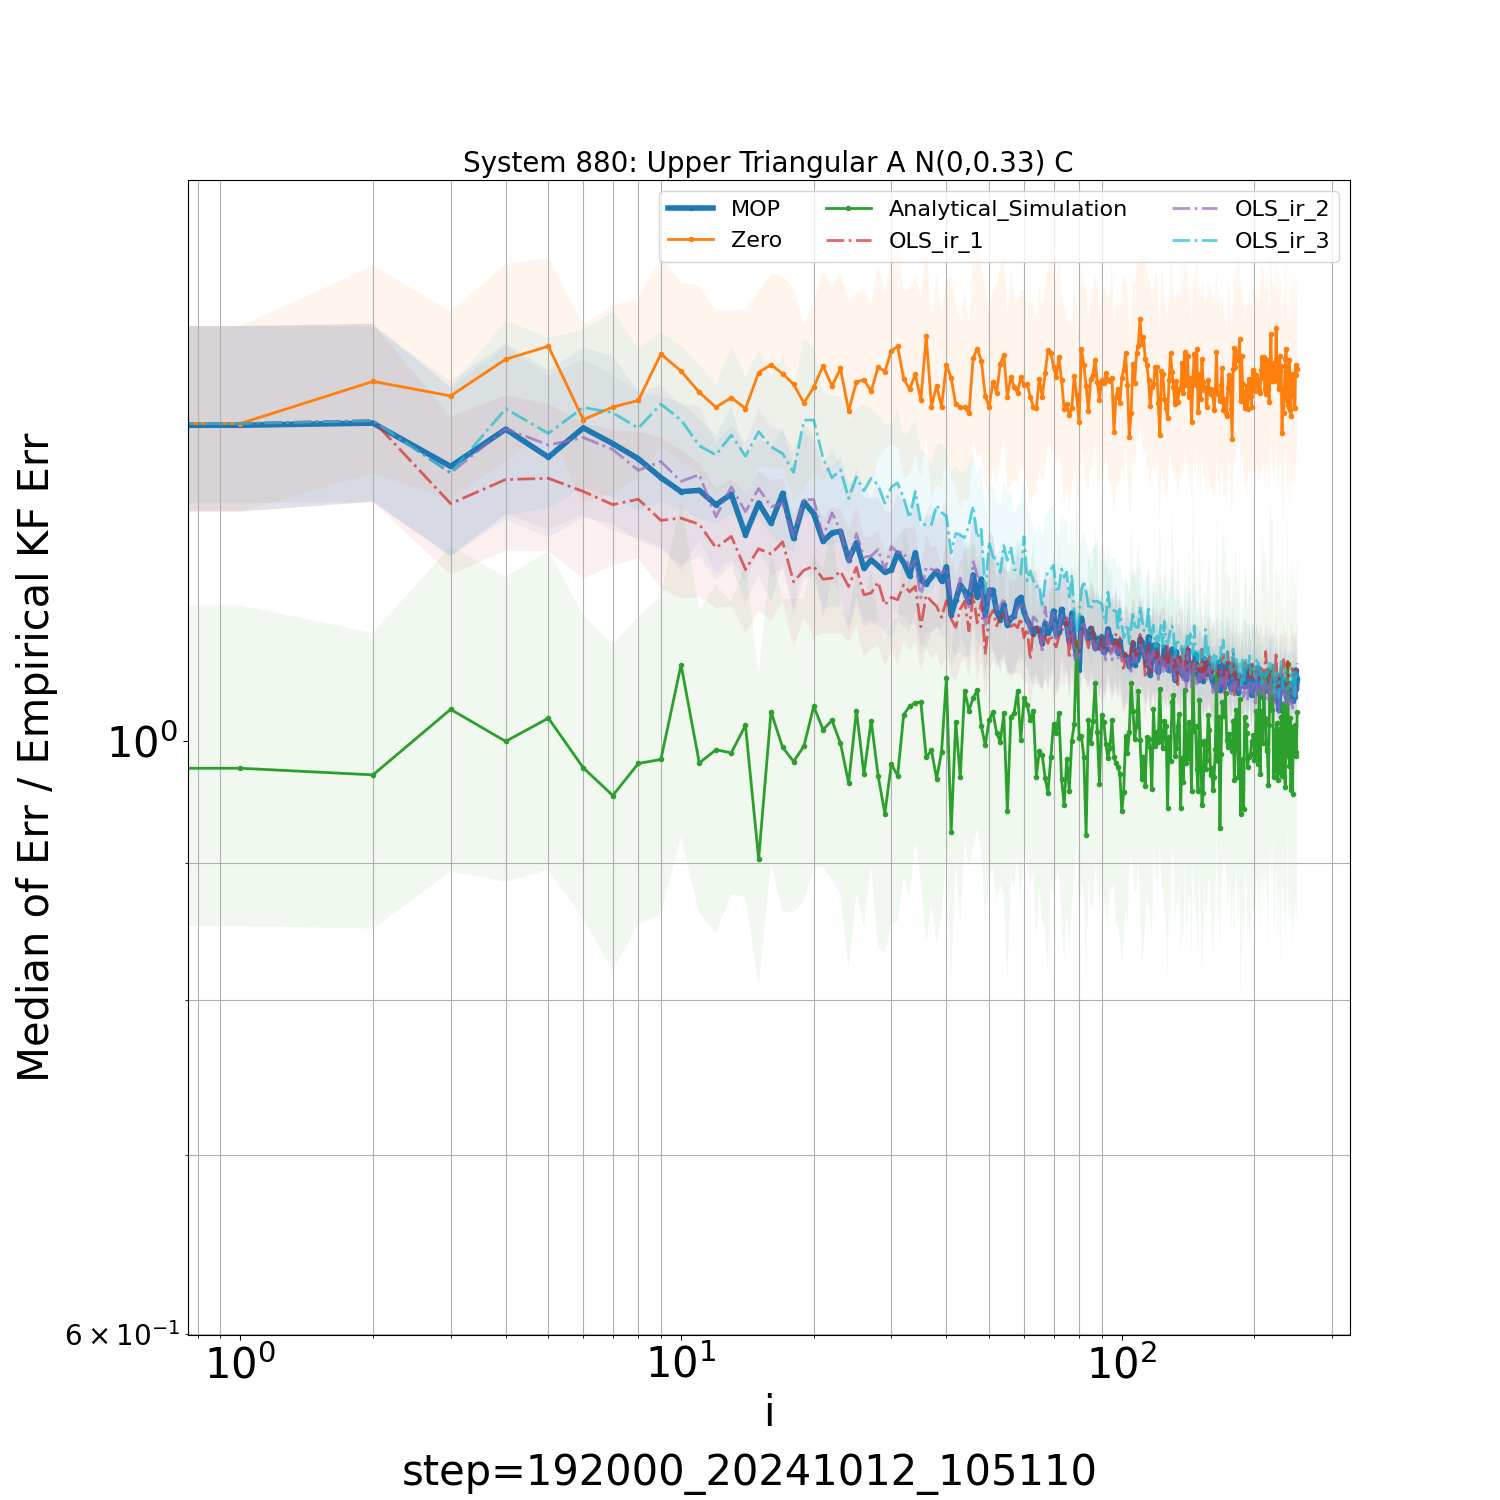 System 880: Upper Triangular A N(0,0.33) C
MOP
Zero
Analytical_Simulation
OLS_ir_1
OLS_ir_2
OLS_ir_3
Median of Err / Empirical KF Err
10⁰
6 × 10⁻¹
10⁰ 10¹ 10²
i
step=192000_20241012_105110